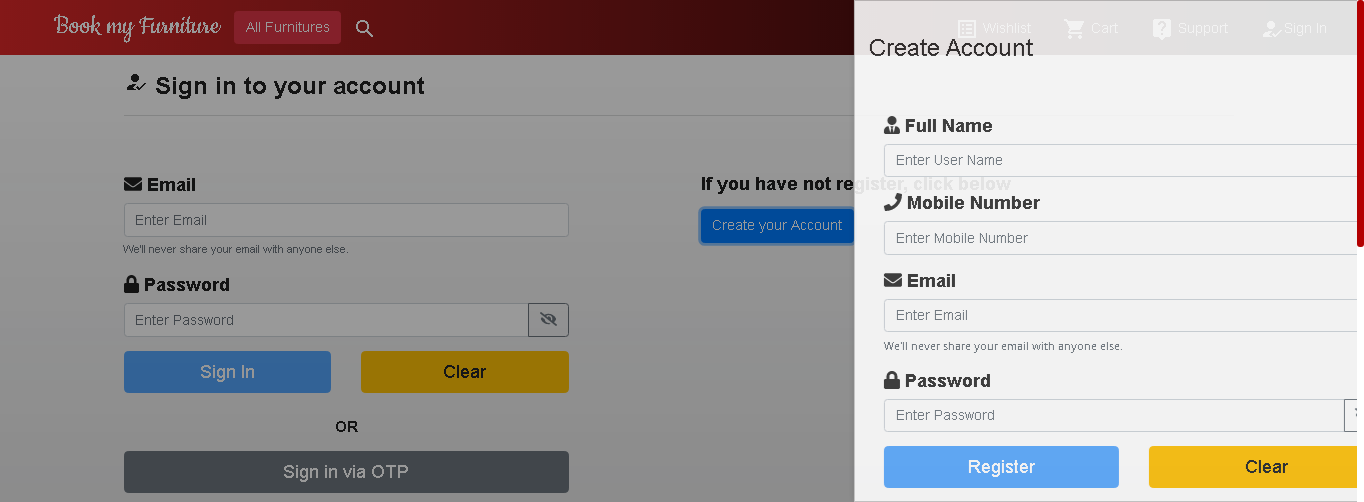 Book my Furniture
All Furnitures
Wishlist
Cart
Support
Sign In
Sign in to your account
Email
Enter Email
We'll never share your email with anyone else.
Password
Enter Password
Sign In
Clear
OR
Sign in via OTP
If you have not register, click below
Create your Account
Create Account
Full Name
Enter User Name
Mobile Number
Enter Mobile Number
Email
Enter Email
We'll never share your email with anyone else.
Password
Enter Password
Register
Clear